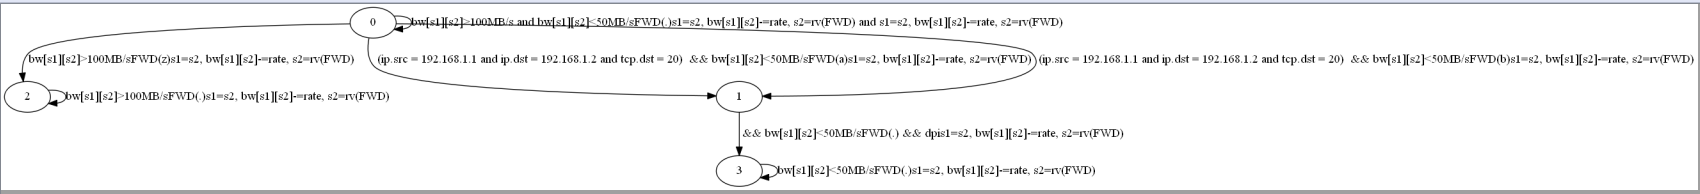 0
bw[s1][s2]>100MB/s and bw[s1][s2]<50MB/sFWD(.)s1=s2, bw[s1][s2]-=rate, s2=rv(FWD) and s1=s2, bw[s1][s2]-=rate, s2=rv(FWD)
bw[s1][s2]>100MB/sFWD(z)s1=s2, bw[s1][s2]-=rate, s2=rv(FWD)
(ip.src = 192.168.1.1 and ip.dst = 192.168.1.2 and tcp.dst = 20) && bw[s1][s2]<50MB/sFWD(a)s1=s2, bw[s1][s2]-=rate, s2=rv(FWD)
(ip.src = 192.168.1.1 and ip.dst = 192.168.1.2 and tcp.dst = 20) && bw[s1][s2]<50MB/sFWD(b)s1=s2, bw[s1][s2]-=rate, s2=rv(FWD)
2
bw[s1][s2]>100MB/sFWD(.)s1=s2, bw[s1][s2]-=rate, s2=rv(FWD)
1
&& bw[s1][s2]<50MB/sFWD(.) && dpis1=s2, bw[s1][s2]-=rate, s2=rv(FWD)
3
bw[s1][s2]<50MB/sFWD(.)s1=s2, bw[s1][s2]-=rate, s2=rv(FWD)